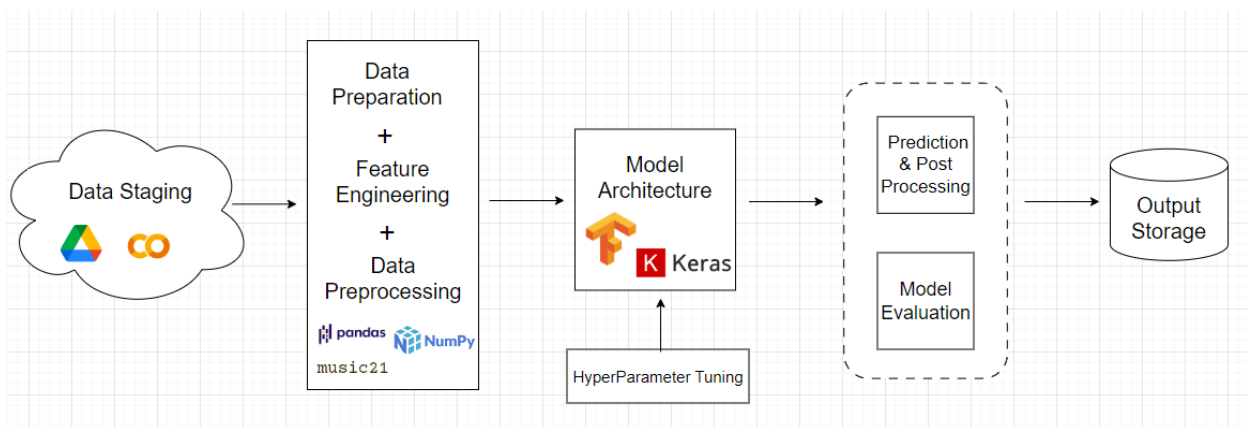 Data Staging
Data
Preparation
+
Feature
Engineering
+
Data
Preprocessing
pandas
NumPy
music21
Model
Architecture
K Keras
HyperParameter Tuning
Prediction
& Post
Processing
Model
Evaluation
Output
Storage